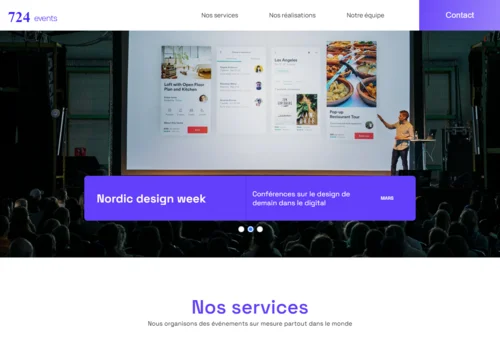 724 events
Nos services
Nos réalisations
Notre équipe
Contact
Loft with Open Floor
Plan and Kitchen
Los Angeles
Pop-up
Restaurant Tour
Nordic design week
Conférences sur le design de
demain dans le digital
MARS
Nos services
Nous organisons des événements sur mesure partout dans le monde